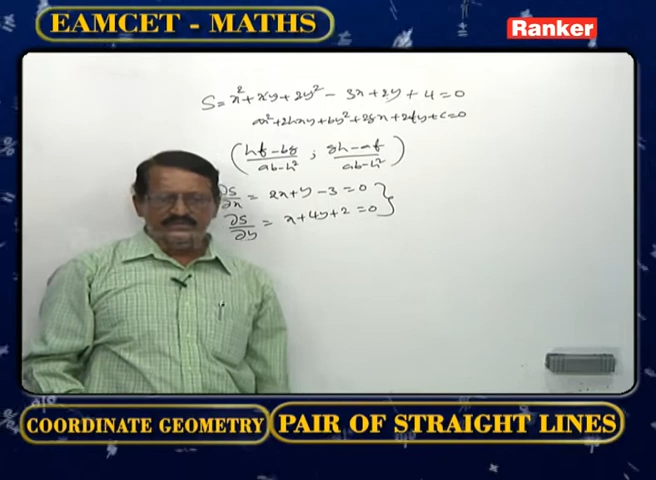 EAMCET - MATHS
Ranker
S = x² + xy + 2y² - 3x + 2y + 4 = 0
ax² + 2hxy + by² + 2gx + 2fy + c = 0
( hf - bg / ab - h² ; gh - af / ab - h² )
∂S/∂x = 2x + y - 3 = 0
∂S/∂y = x + 4y + 2 = 0
COORDINATE GEOMETRY
PAIR OF STRAIGHT LINES